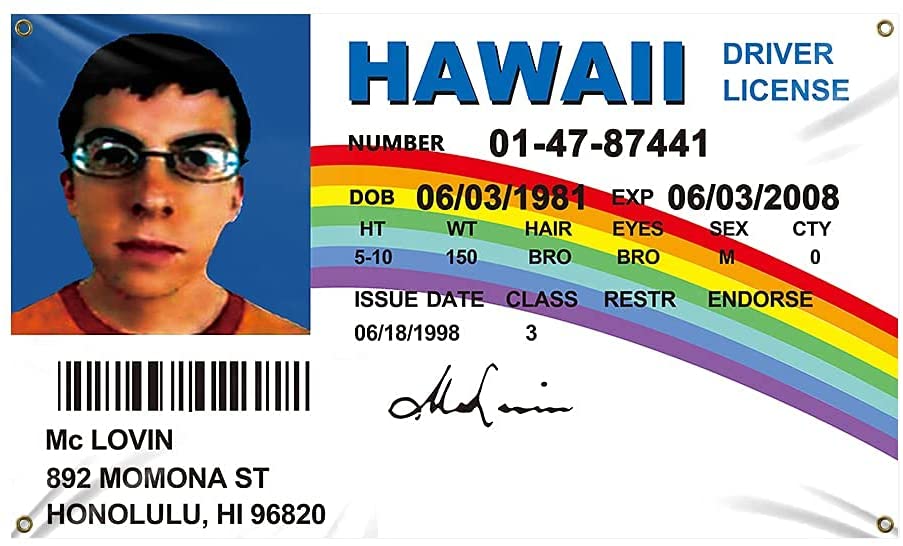 HAWAII
DRIVER
LICENSE
NUMBER 01-47-87441
DOB 06/03/1981 EXP 06/03/2008
HT WT HAIR EYES SEX CTY
5-10 150 BRO BRO M 0
ISSUE DATE CLASS RESTR ENDORSE
06/18/1998 3
McLovin
Mc LOVIN
892 MOMONA ST
HONOLULU, HI 96820